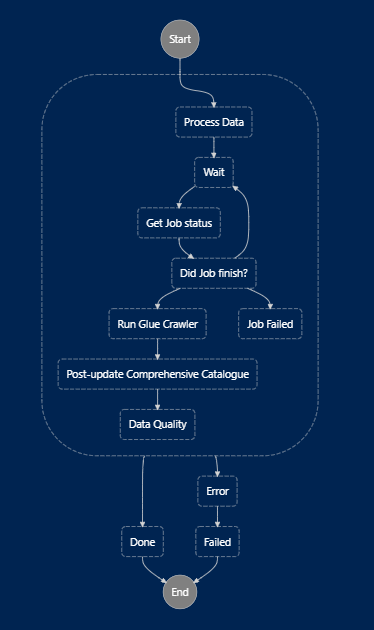 Start
Process Data
Wait
Get Job status
Did Job finish?
Run Glue Crawler
Job Failed
Post-update Comprehensive Catalogue
Data Quality
Error
Done
Failed
End